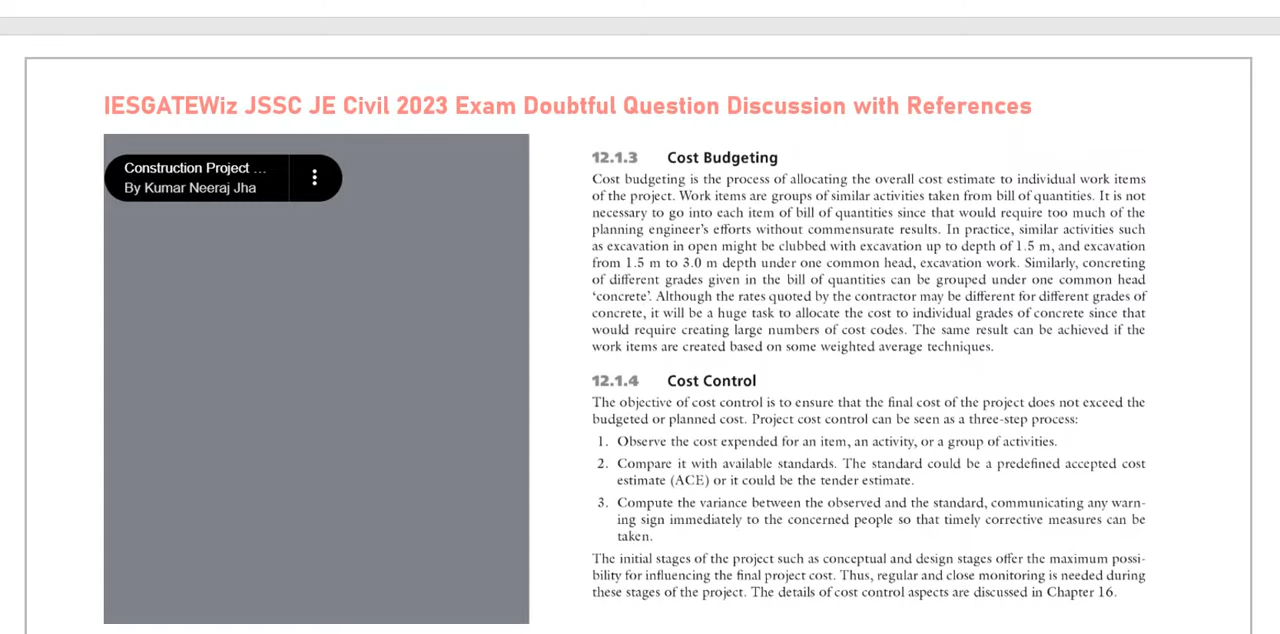 IESGATEWiz JSSC JE Civil 2023 Exam Doubtful Question Discussion with References
Construction Project ...
By Kumar Neeraj Jha
12.1.3 Cost Budgeting
Cost budgeting is the process of allocating the overall cost estimate to individual work items
of the project. Work items are groups of similar activities taken from bill of quantities. It is not
necessary to go into each item of bill of quantities since that would require too much of the
planning engineer's efforts without commensurate results. In practice, similar activities such
as excavation in open might be clubbed with excavation up to depth of 1.5 m, and excavation
from 1.5 m to 3.0 m depth under one common head, excavation work. Similarly, concreting
of different grades given in the bill of quantities can be grouped under one common head
‘concrete’. Although the rates quoted by the contractor may be different for different grades of
concrete, it will be a huge task to allocate the cost to individual grades of concrete since that
would require creating large numbers of cost codes. The same result can be achieved if the
work items are created based on some weighted average techniques.
12.1.4 Cost Control
The objective of cost control is to ensure that the final cost of the project does not exceed the
budgeted or planned cost. Project cost control can be seen as a three-step process:
1. Observe the cost expended for an item, an activity, or a group of activities.
2. Compare it with available standards. The standard could be a predefined accepted cost
estimate (ACE) or it could be the tender estimate.
3. Compute the variance between the observed and the standard, communicating any warn-
ing sign immediately to the concerned people so that timely corrective measures can be
taken.
The initial stages of the project such as conceptual and design stages offer the maximum possi-
bility for influencing the final project cost. Thus, regular and close monitoring is needed during
these stages of the project. The details of cost control aspects are discussed in Chapter 16.